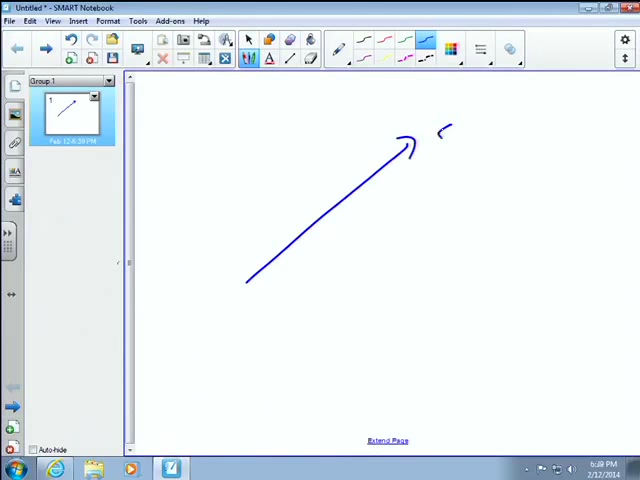 Untitled * - SMART Notebook
File Edit View Insert Format Tools Add-ons Help
Group 1
1
Feb 12-6:39 PM
Extend Page
Auto-hide
6:39 PM
2/12/2014